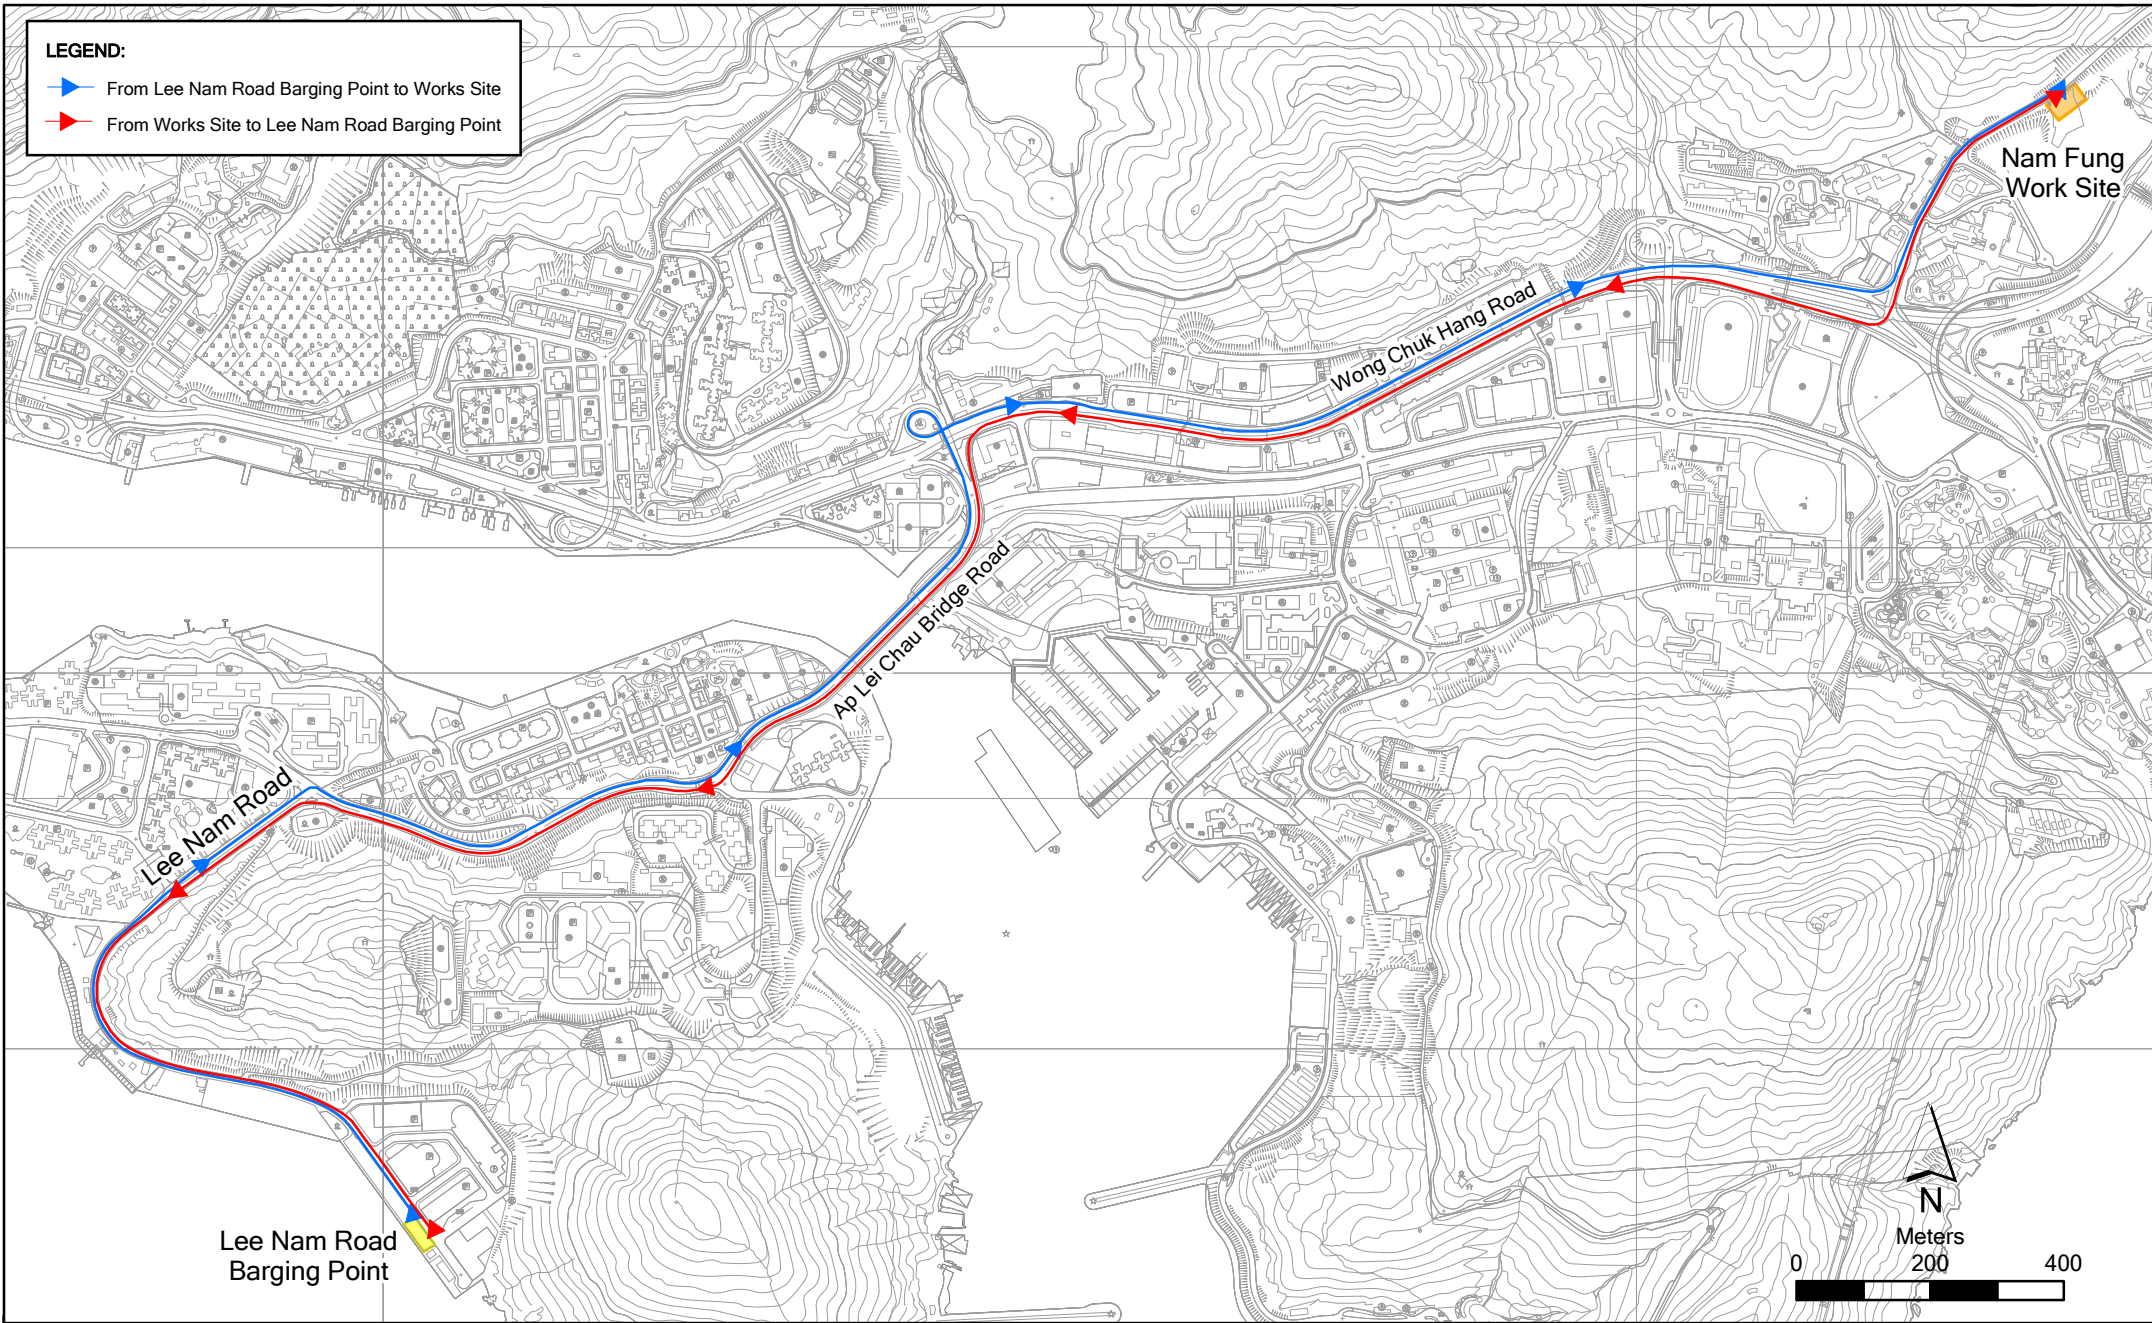 LEGEND:
From Lee Nam Road Barging Point to Works Site
From Works Site to Lee Nam Road Barging Point
Nam Fung
Work Site
Wong Chuk Hang Road
Ap Lei Chau Bridge Road
Lee Nam Road
Lee Nam Road
Barging Point
N
Meters
0 200 400